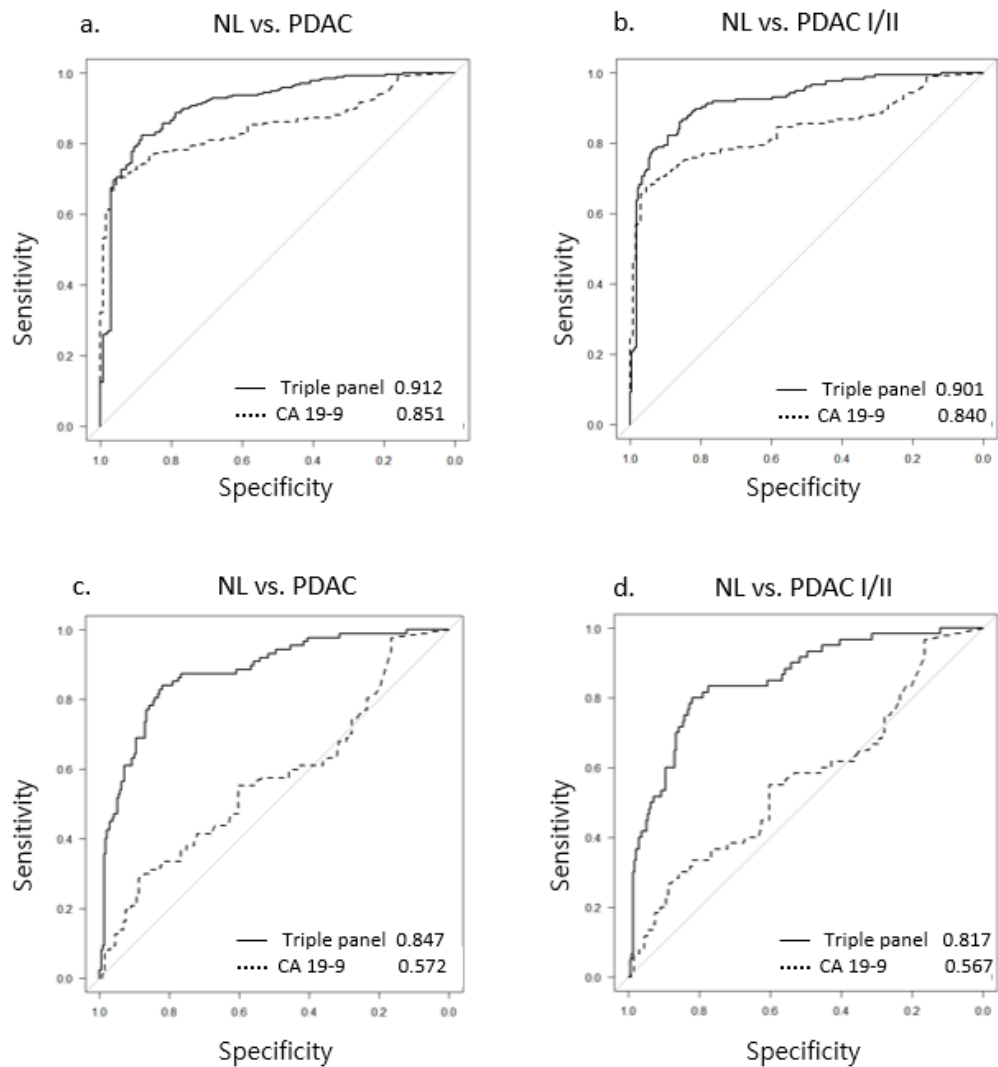 a. NL vs. PDAC
1.0
0.8
0.6
0.4
0.2
0.0
Sensitivity
Triple panel 0.912
CA 19-9 0.851
1.0 0.8 0.6 0.4 0.2 0.0
Specificity
b. NL vs. PDAC I/II
1.0
0.8
0.6
0.4
0.2
0.0
Sensitivity
Triple panel 0.901
CA 19-9 0.840
1.0 0.8 0.6 0.4 0.2 0.0
Specificity
c. NL vs. PDAC
1.0
0.8
0.6
0.4
0.2
0.0
Sensitivity
Triple panel 0.847
CA 19-9 0.572
1.0 0.8 0.6 0.4 0.2 0.0
Specificity
d. NL vs. PDAC I/II
1.0
0.8
0.6
0.4
0.2
0.0
Sensitivity
Triple panel 0.817
CA 19-9 0.567
1.0 0.8 0.6 0.4 0.2 0.0
Specificity